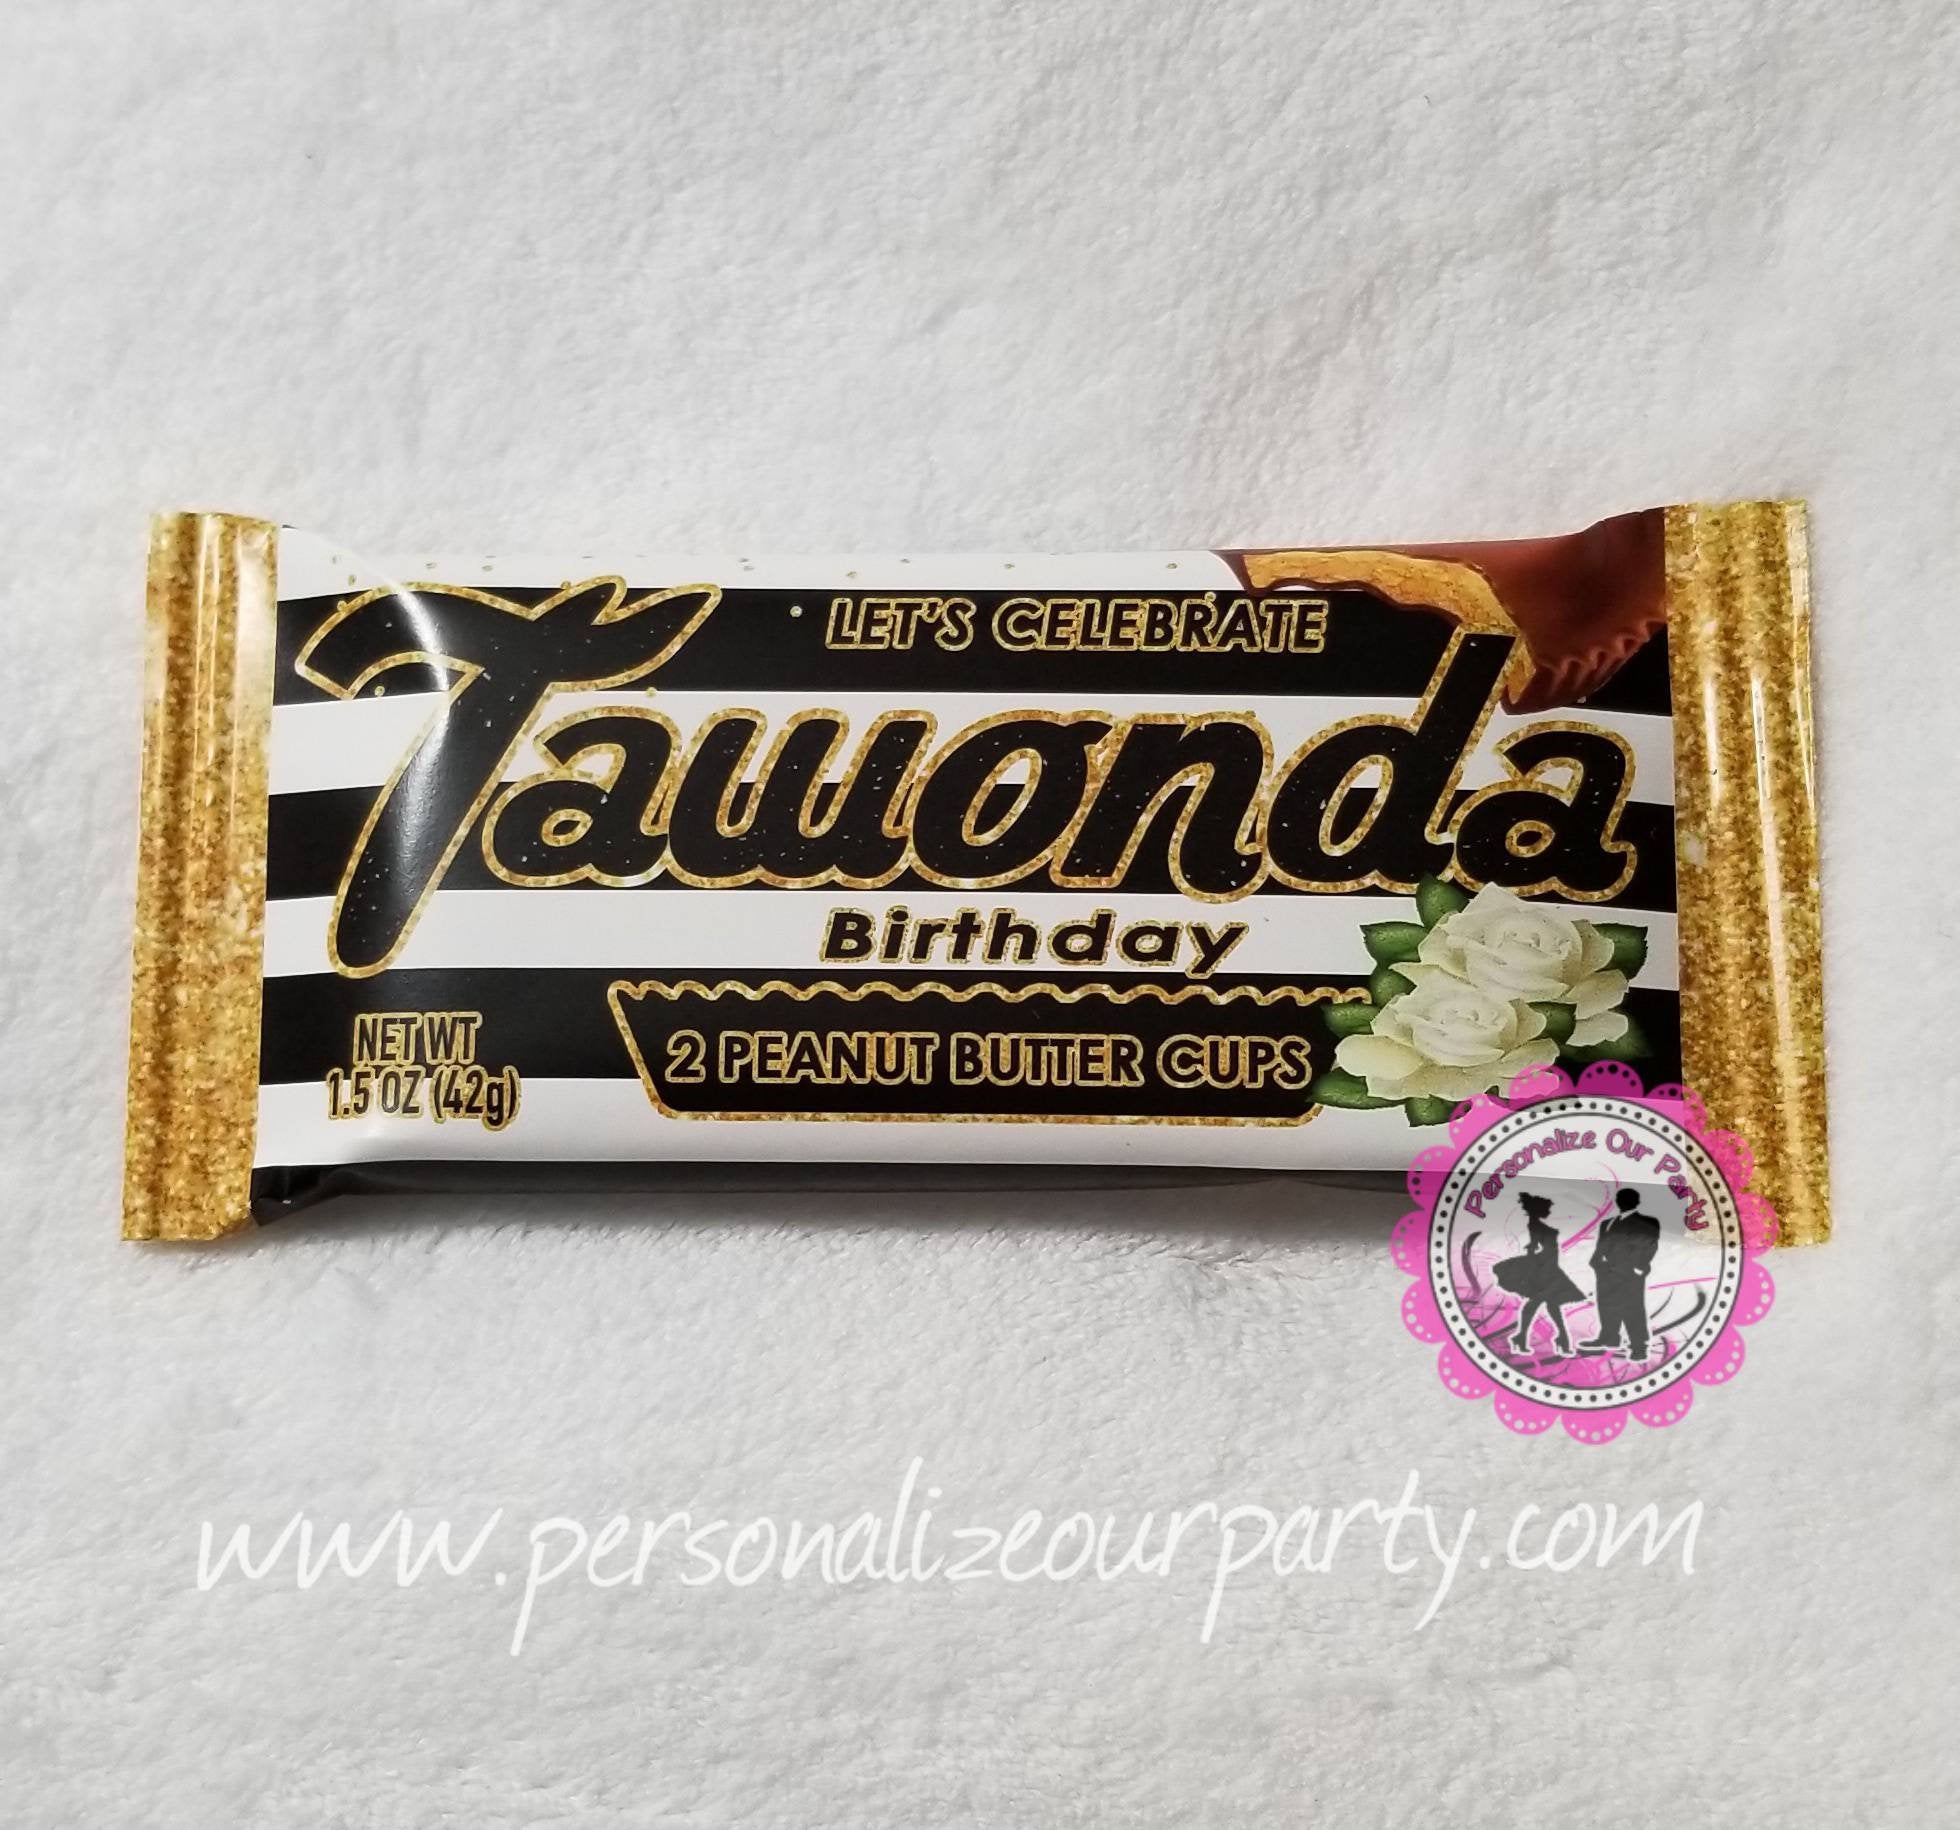 LET'S CELEBRATE
Tawonda
Birthday
NET WT
1.5 OZ (42g)
2 PEANUT BUTTER CUPS
Personalize Our Party
www.personalizeourparty.com